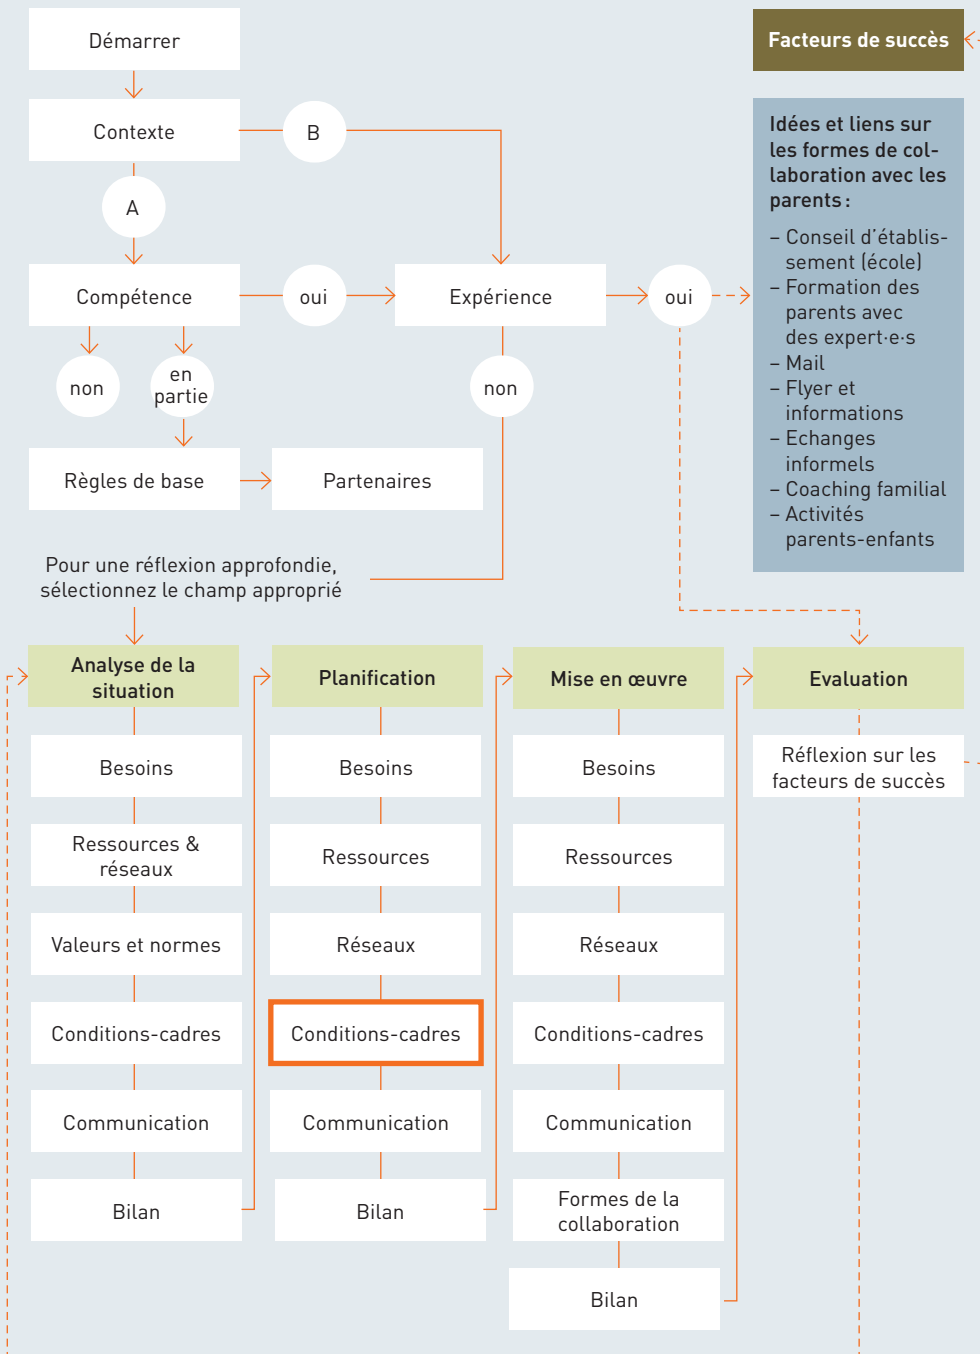 Démarrer
Facteurs de succès
Contexte
B
A
Idées et liens sur
les formes de col-
laboration avec les
parents :
– Conseil d'établis-
sement (école)
– Formation des
parents avec
des expert·e·s
– Mail
– Flyer et
informations
– Echanges
informels
– Coaching familial
– Activités
parents-enfants
Compétence
oui
Expérience
oui
non
en
partie
non
Règles de base
Partenaires
Pour une réflexion approfondie,
sélectionnez le champ approprié
Analyse de la
situation
Besoins
Ressources &
réseaux
Valeurs et normes
Conditions-cadres
Communication
Bilan
Planification
Besoins
Ressources
Réseaux
Conditions-cadres
Communication
Bilan
Mise en œuvre
Besoins
Ressources
Réseaux
Conditions-cadres
Communication
Formes de la
collaboration
Bilan
Evaluation
Réflexion sur les
facteurs de succès